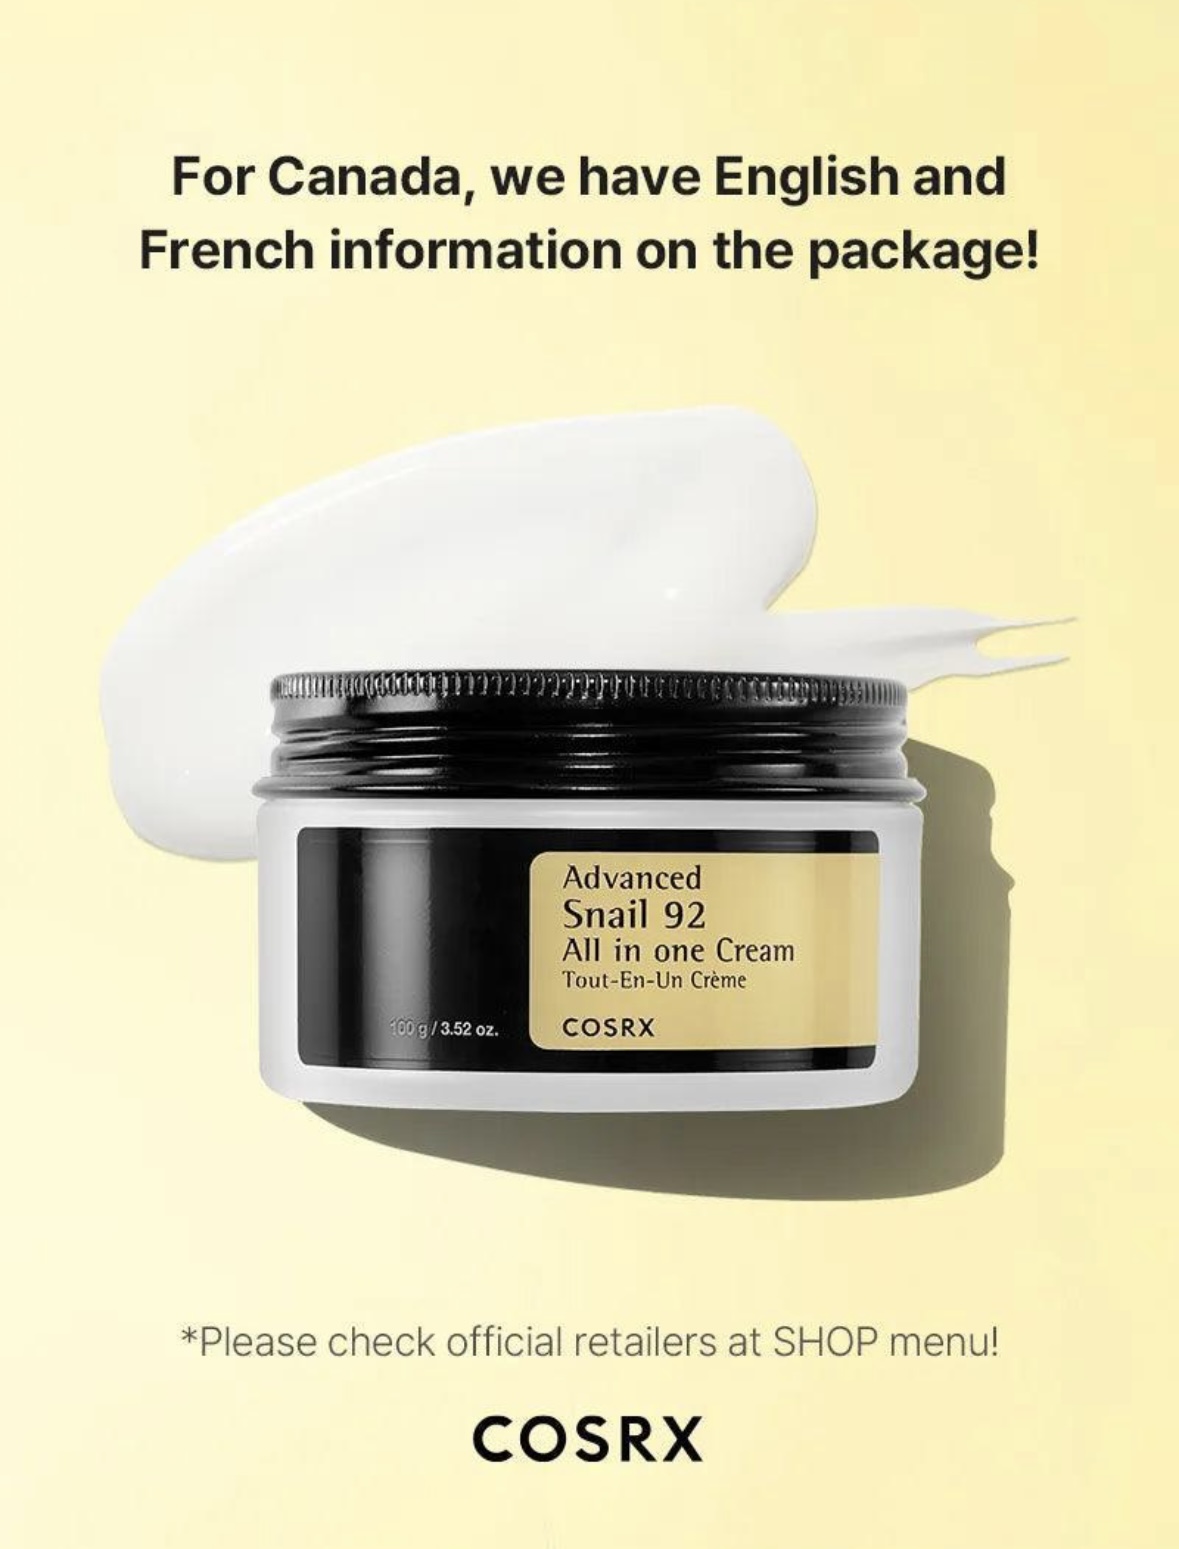 For Canada, we have English and
French information on the package!
Advanced
Snail 92
All in one Cream
Tout-En-Un Crème
COSRX
100 g / 3.52 oz.
*Please check official retailers at SHOP menu!
COSRX